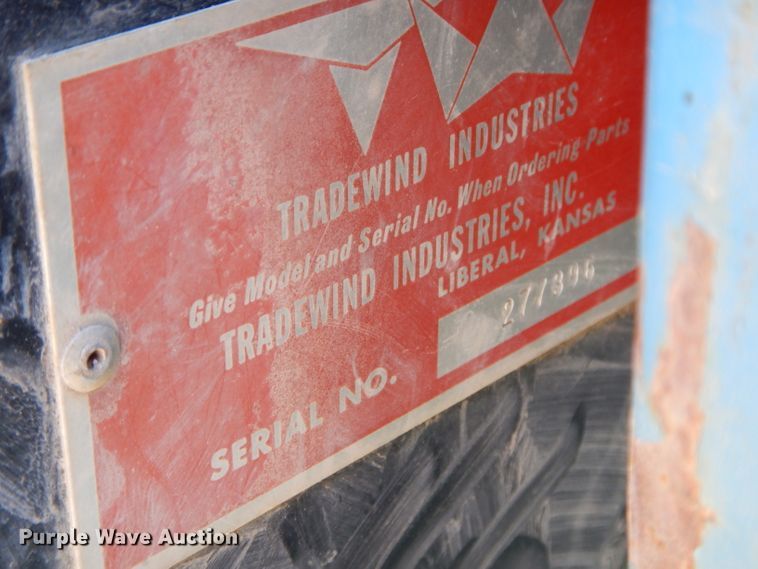 TRADEWIND INDUSTRIES
Give Model and Serial No. When Ordering Parts
TRADEWIND INDUSTRIES, INC.
LIBERAL, KANSAS
SERIAL NO.
Purple Wave Auction